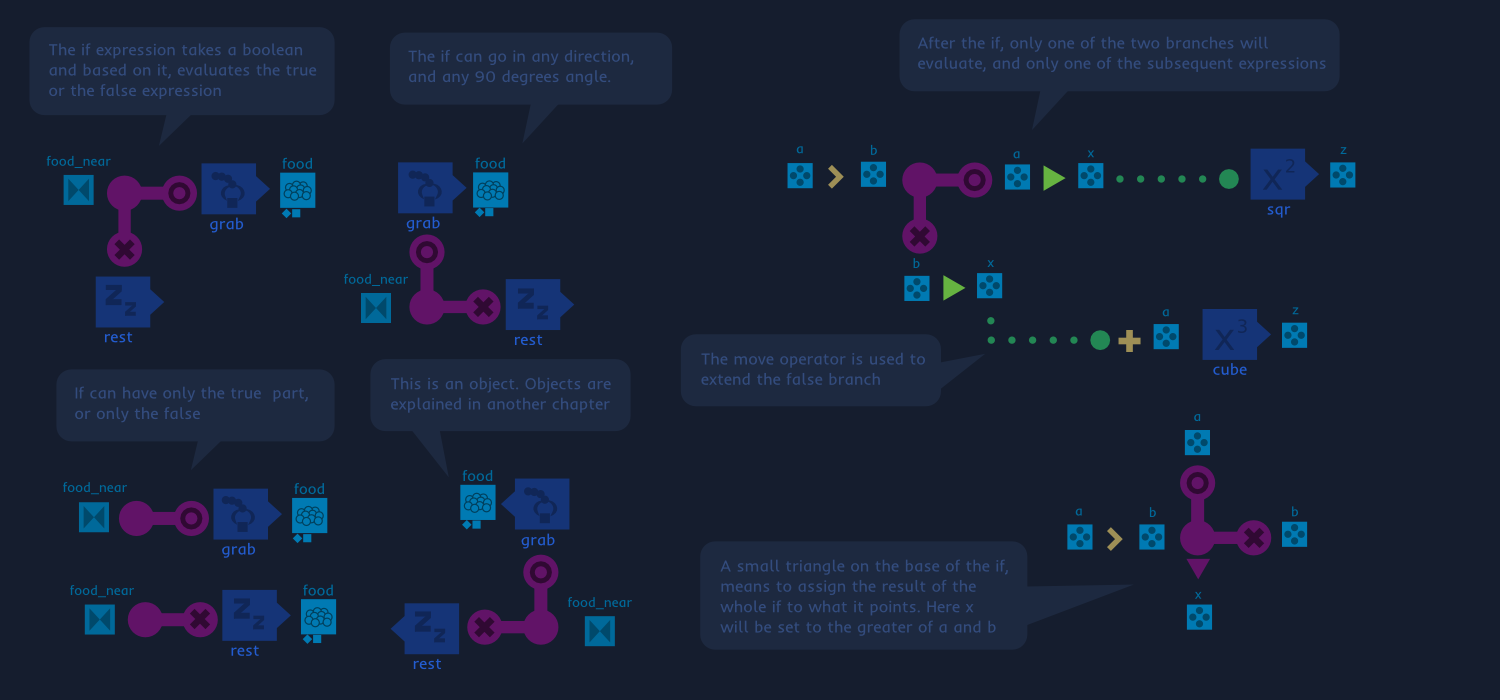 The if expression takes a boolean
and based on it, evaluates the true
or the false expression
food_near
food
grab
rest
The if can go in any direction,
and any 90 degrees angle.
food
grab
food_near
rest
After the if, only one of the two branches will
evaluate, and only one of the subsequent expressions
a
b
a
x
z
x2
sqr
b
x
a
z
x3
cube
The move operator is used to
extend the false branch
If can have only the true part,
or only the false
food_near
food
grab
food_near
food
rest
This is an object. Objects are
explained in another chapter
food
grab
food_near
rest
a
a
b
b
x
A small triangle on the base of the if,
means to assign the result of the
whole if to what it points. Here x
will be set to the greater of a and b